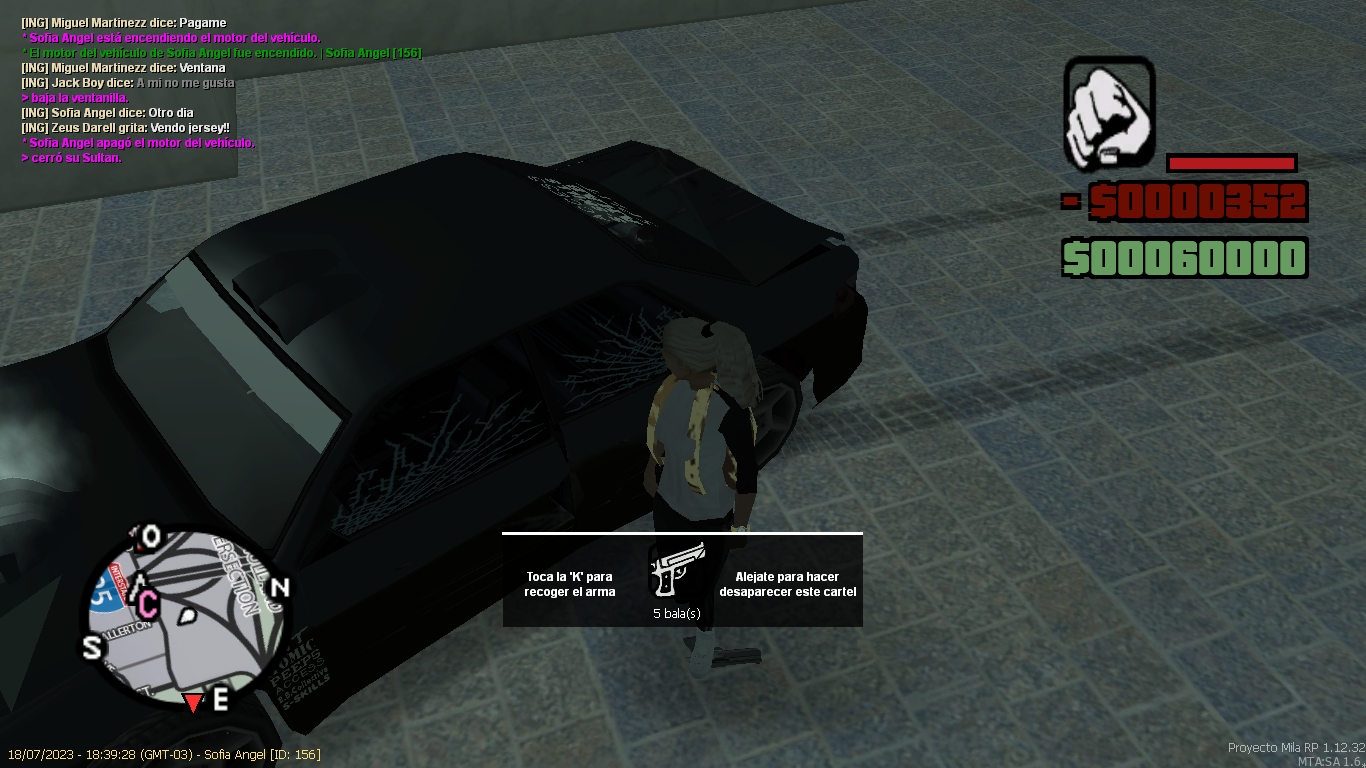 [ING] Miguel Martinezz dice: Pagame
* Sofia Angel está encendiendo el motor del vehículo.
* El motor del vehículo de Sofia Angel fue encendido. | Sofia Angel [156]
[ING] Miguel Martinezz dice: Ventana
[ING] Jack Boy dice: A mi no me gusta
> baja la ventanilla.
[ING] Sofia Angel dice: Otro dia
[ING] Zeus Darell grita: Vendo jersey!!
* Sofia Angel apagó el motor del vehículo.
> cerró su Sultan.
- $0000352
$00060000
Toca la 'K' para
recoger el arma
5 bala(s)
Alejate para hacer
desaparecer este cartel
O
N
C
S
E
ALLERTON
PEEPS
ACCESS
S-SKILLS
18/07/2023 - 18:39:28 (GMT-03) - Sofia Angel [ID: 156]
Proyecto Mila RP 1.12.32
MTA:SA 1.6